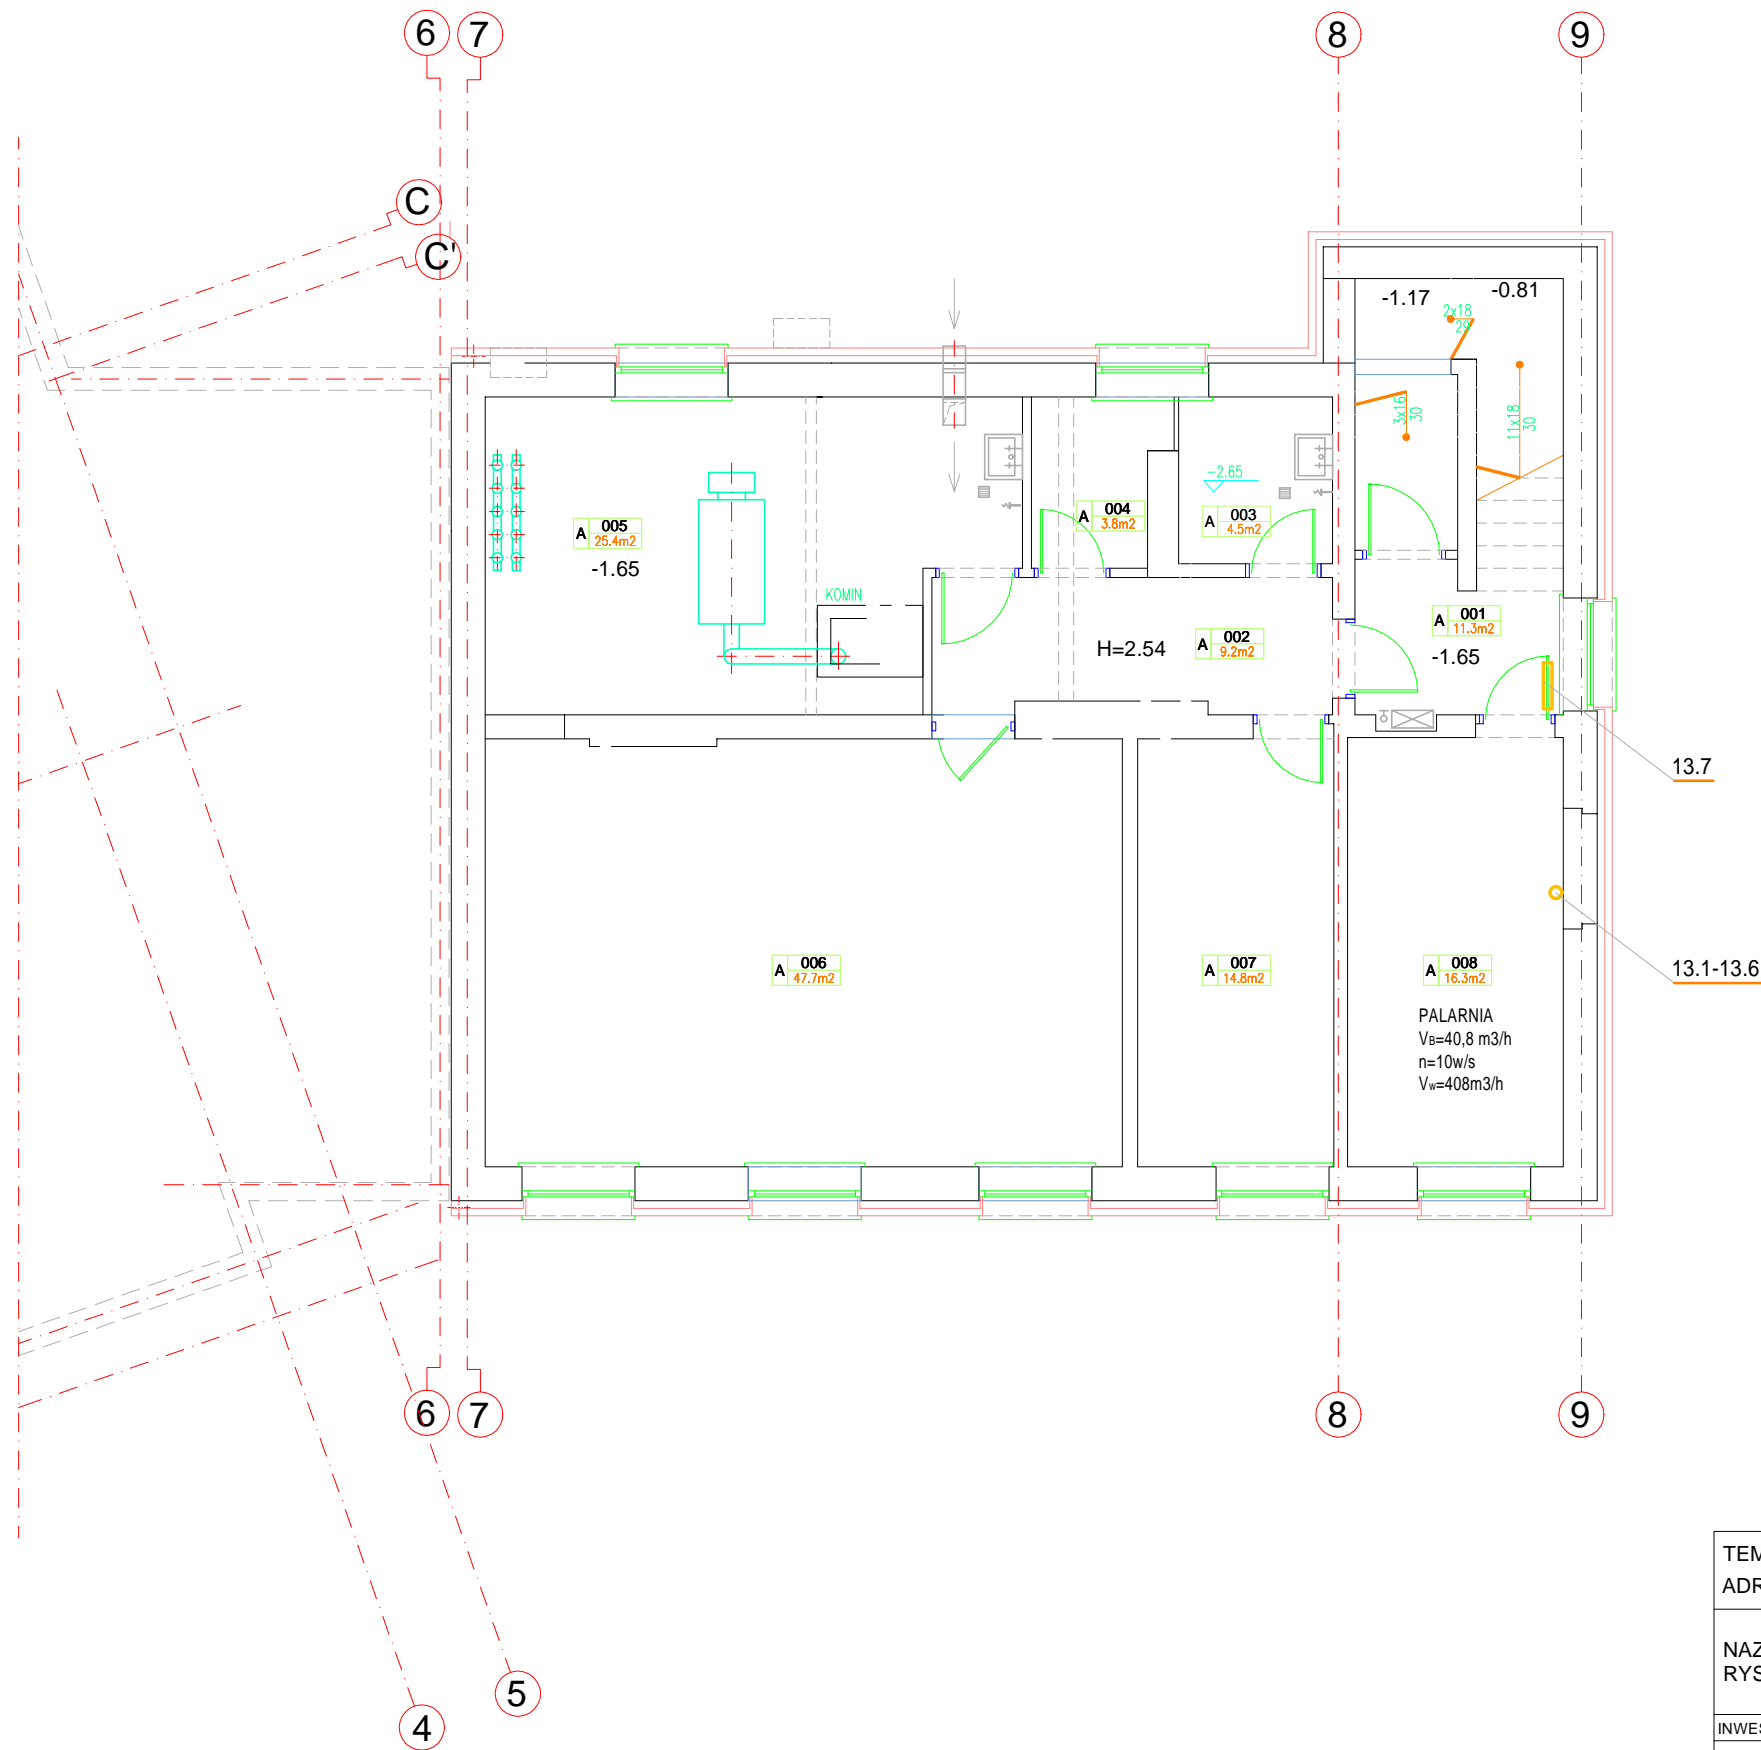 6
7
8
9
C
C'
-1.17
-0.81
2x18
29
3x16
30
11x18
30
-2.65
A 005
25.4m2
-1.65
A 004
3.8m2
A 003
4.5m2
KOMIN
H=2.54
A 002
9.2m2
A 001
11.3m2
-1.65
13.7
A 006
47.7m2
A 007
14.8m2
A 008
16.3m2
13.1-13.6
PALARNIA
VB=40,8 m3/h
n=10w/s
Vw=408m3/h
6
7
8
9
5
4
TEM
ADR
NAZ
RYS
INWES